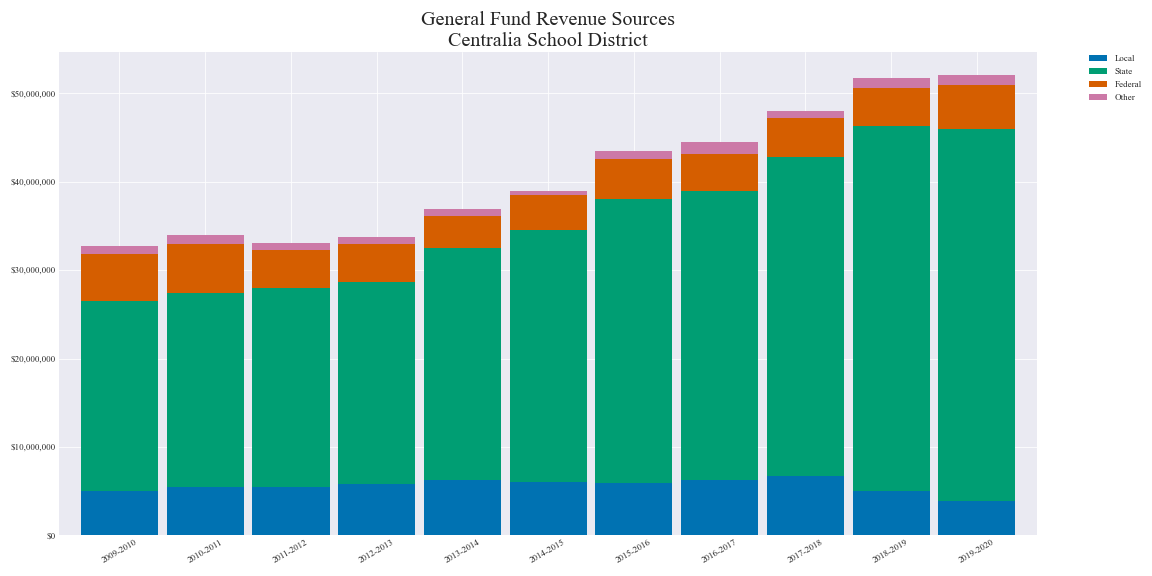 General Fund Revenue Sources
Centralia School District
Local
State
Federal
Other
$50,000,000
$40,000,000
$30,000,000
$20,000,000
$10,000,000
$0
2009-2010
2010-2011
2011-2012
2012-2013
2013-2014
2014-2015
2015-2016
2016-2017
2017-2018
2018-2019
2019-2020